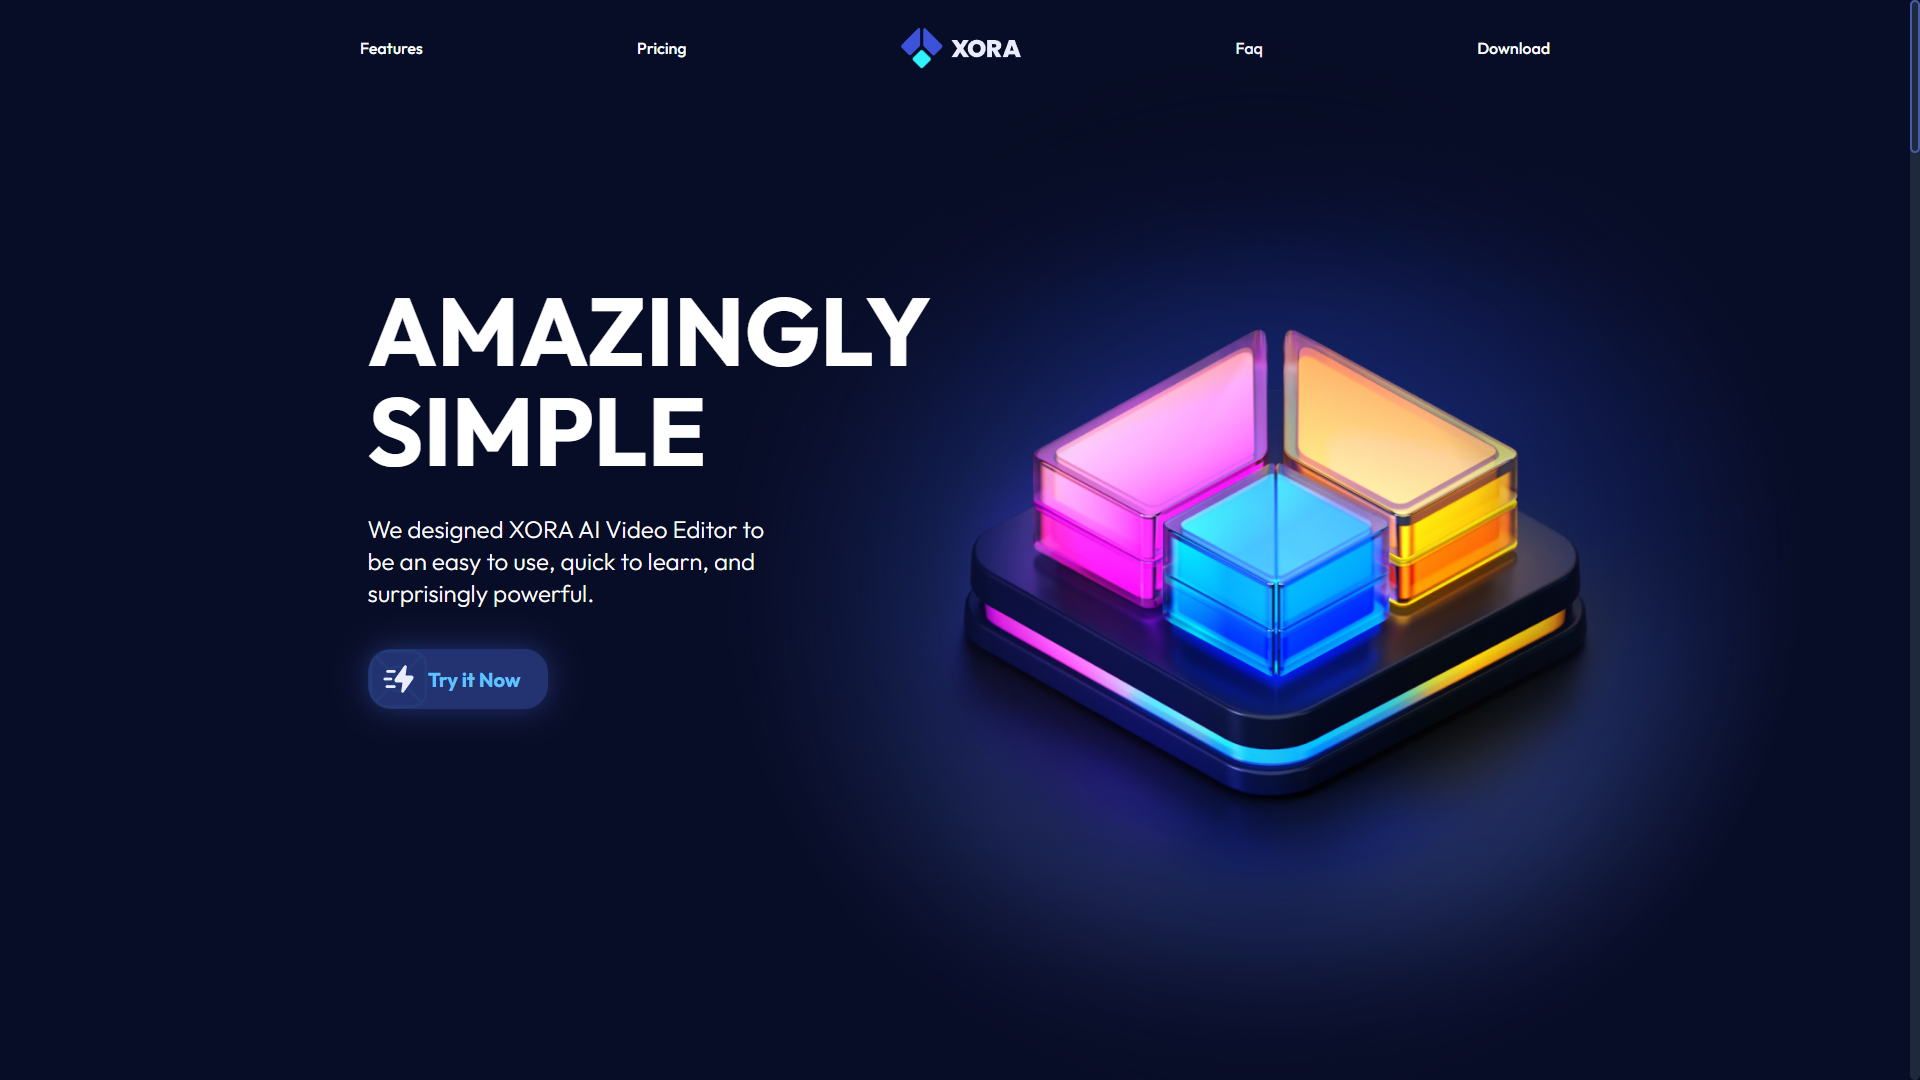 Features
Pricing
XORA
Faq
Download
AMAZINGLY
SIMPLE
We designed XORA AI Video Editor to
be an easy to use, quick to learn, and
surprisingly powerful.
Try it Now